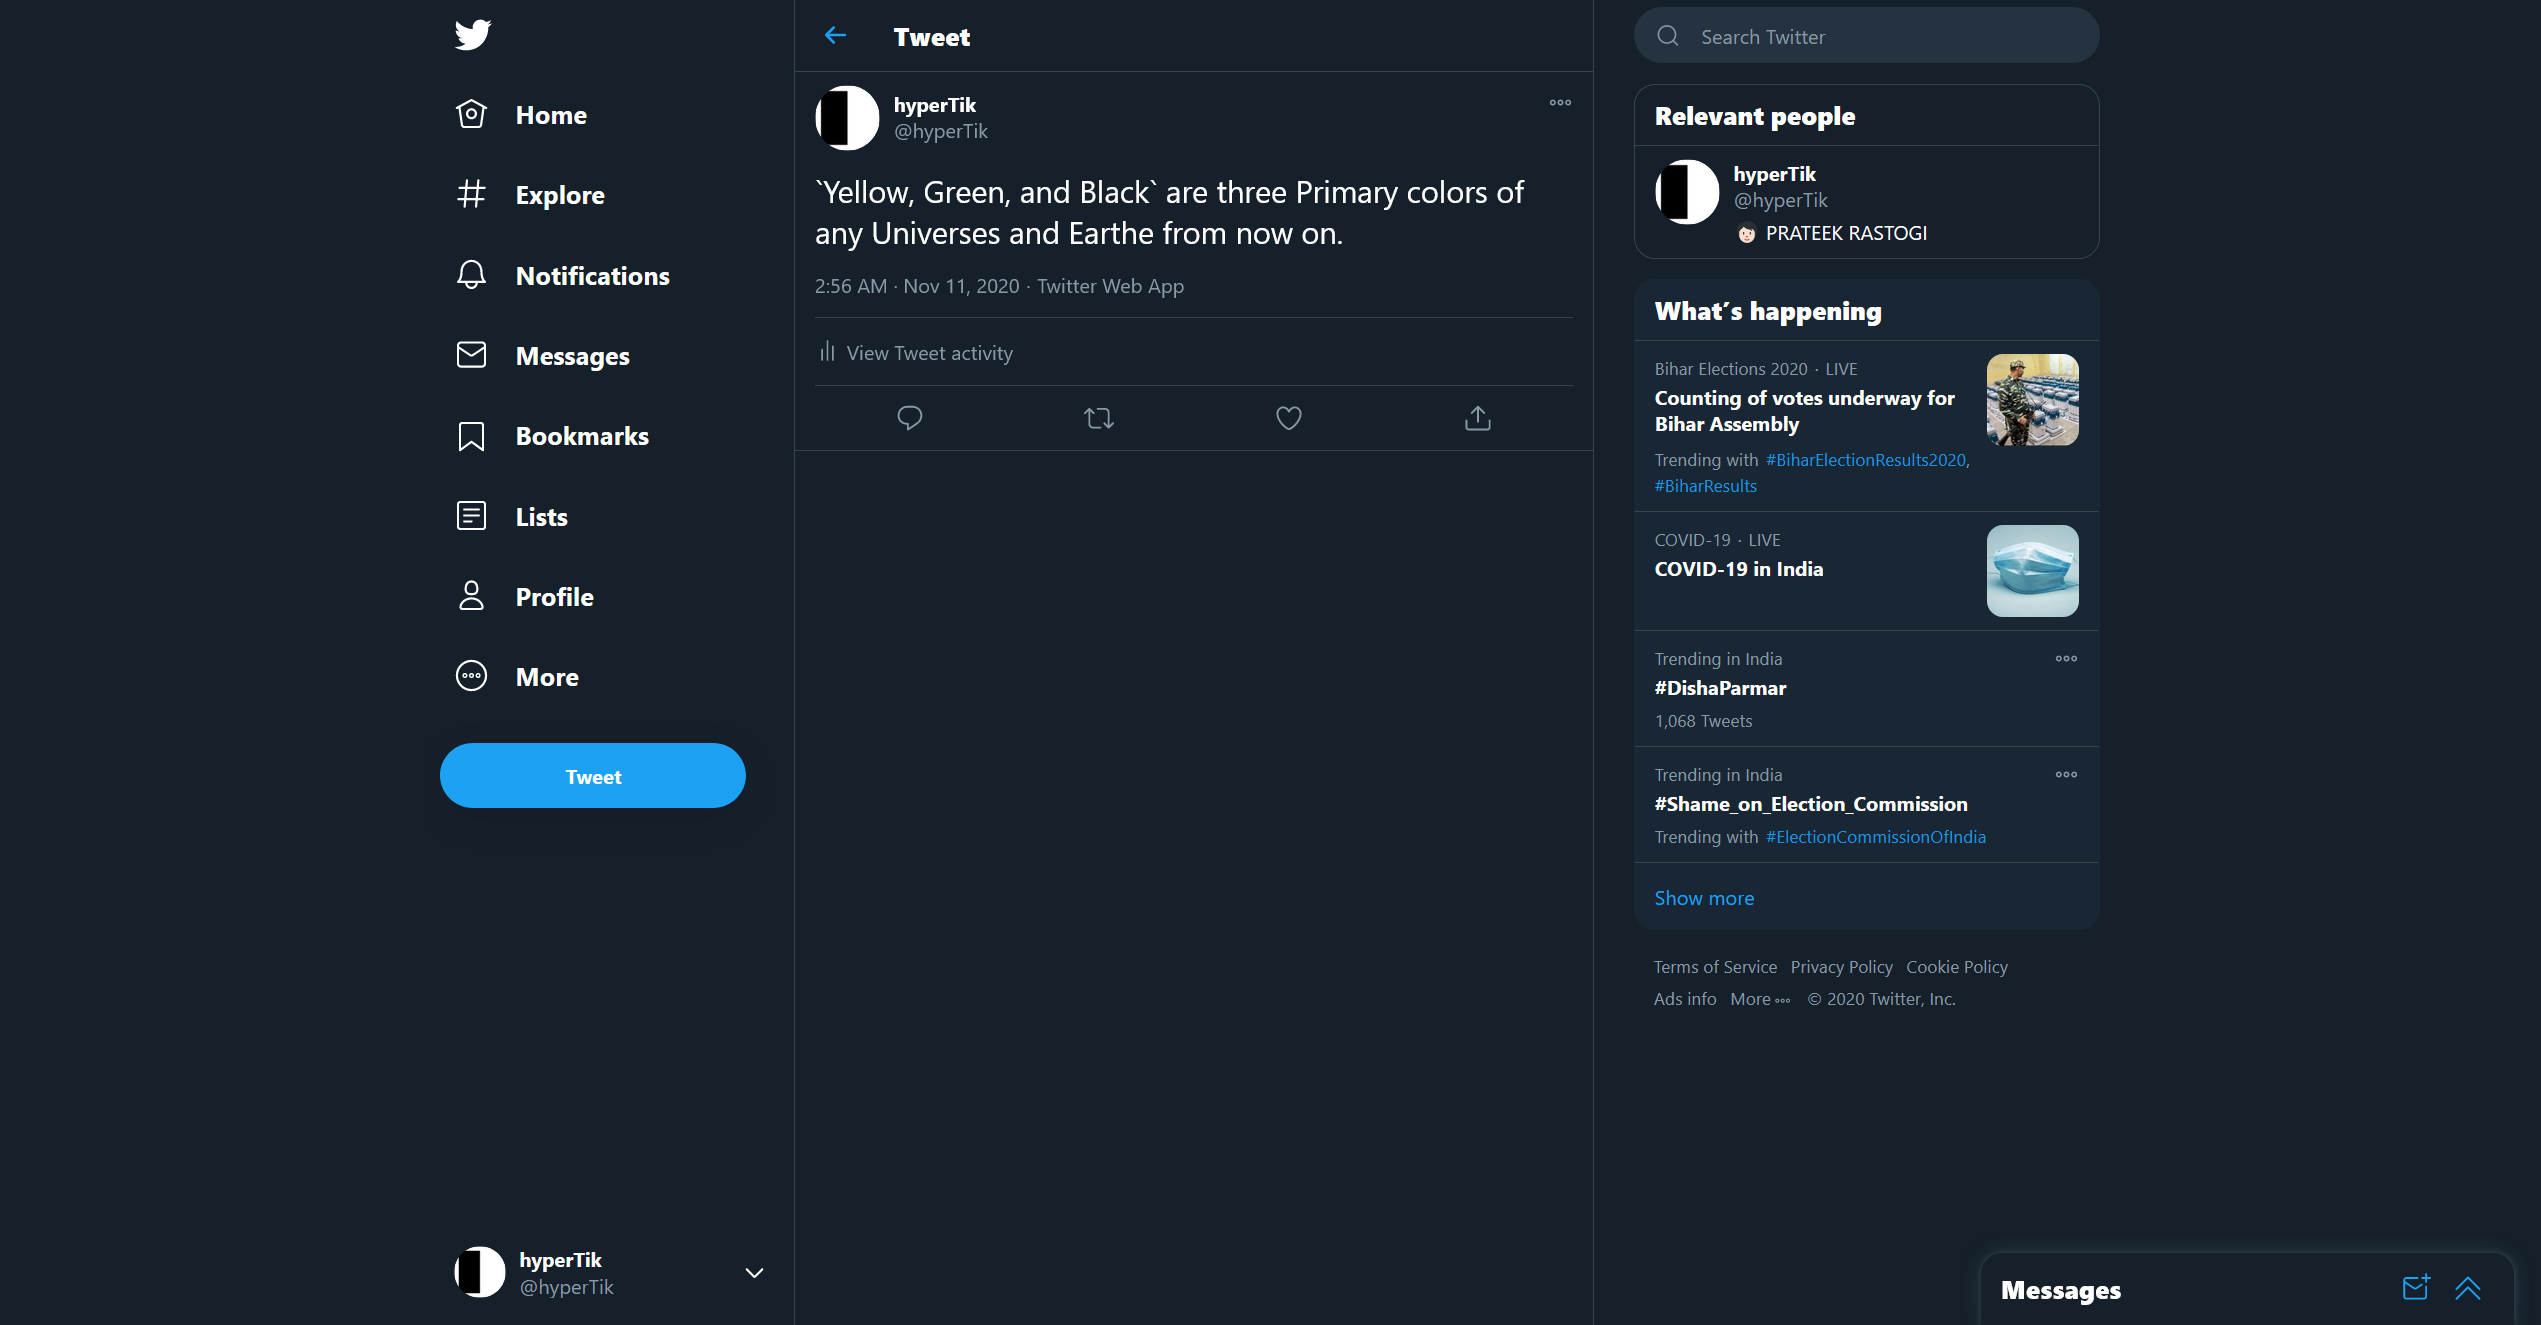 Home
Explore
Notifications
Messages
Bookmarks
Lists
Profile
More
Tweet
hyperTik
@hyperTik
Tweet
hyperTik
@hyperTik
`Yellow, Green, and Black` are three Primary colors of
any Universes and Earthe from now on.
2:56 AM · Nov 11, 2020 · Twitter Web App
View Tweet activity
Search Twitter
Relevant people
hyperTik
@hyperTik
PRATEEK RASTOGI
What's happening
Bihar Elections 2020 · LIVE
Counting of votes underway for
Bihar Assembly
Trending with #BiharElectionResults2020,
#BiharResults
COVID-19 · LIVE
COVID-19 in India
Trending in India
#DishaParmar
1,068 Tweets
Trending in India
#Shame_on_Election_Commission
Trending with #ElectionCommissionOfIndia
Show more
Terms of Service Privacy Policy Cookie Policy
Ads info More © 2020 Twitter, Inc.
Messages